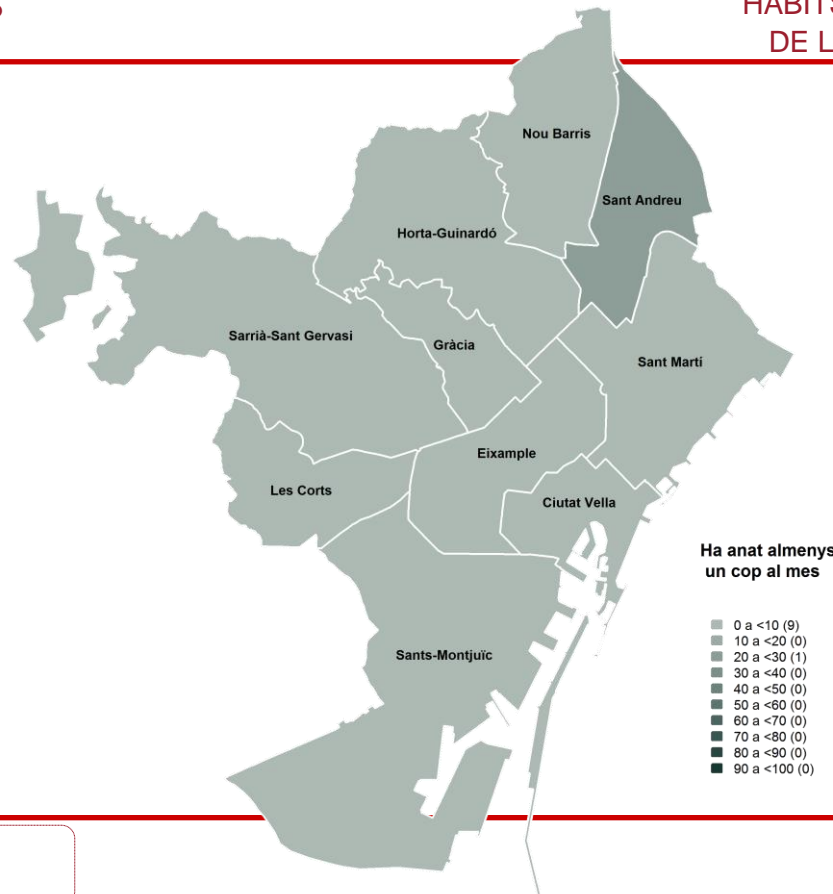 HÀBITS
DE L
Nou Barris
Sant Andreu
Horta-Guinardó
Sarrià-Sant Gervasi
Gràcia
Sant Martí
Eixample
Les Corts
Ciutat Vella
Sants-Montjuïc
Ha anat almenys
un cop al mes
0 a <10 (9)
10 a <20 (0)
20 a <30 (1)
30 a <40 (0)
40 a <50 (0)
50 a <60 (0)
60 a <70 (0)
70 a <80 (0)
80 a <90 (0)
90 a <100 (0)